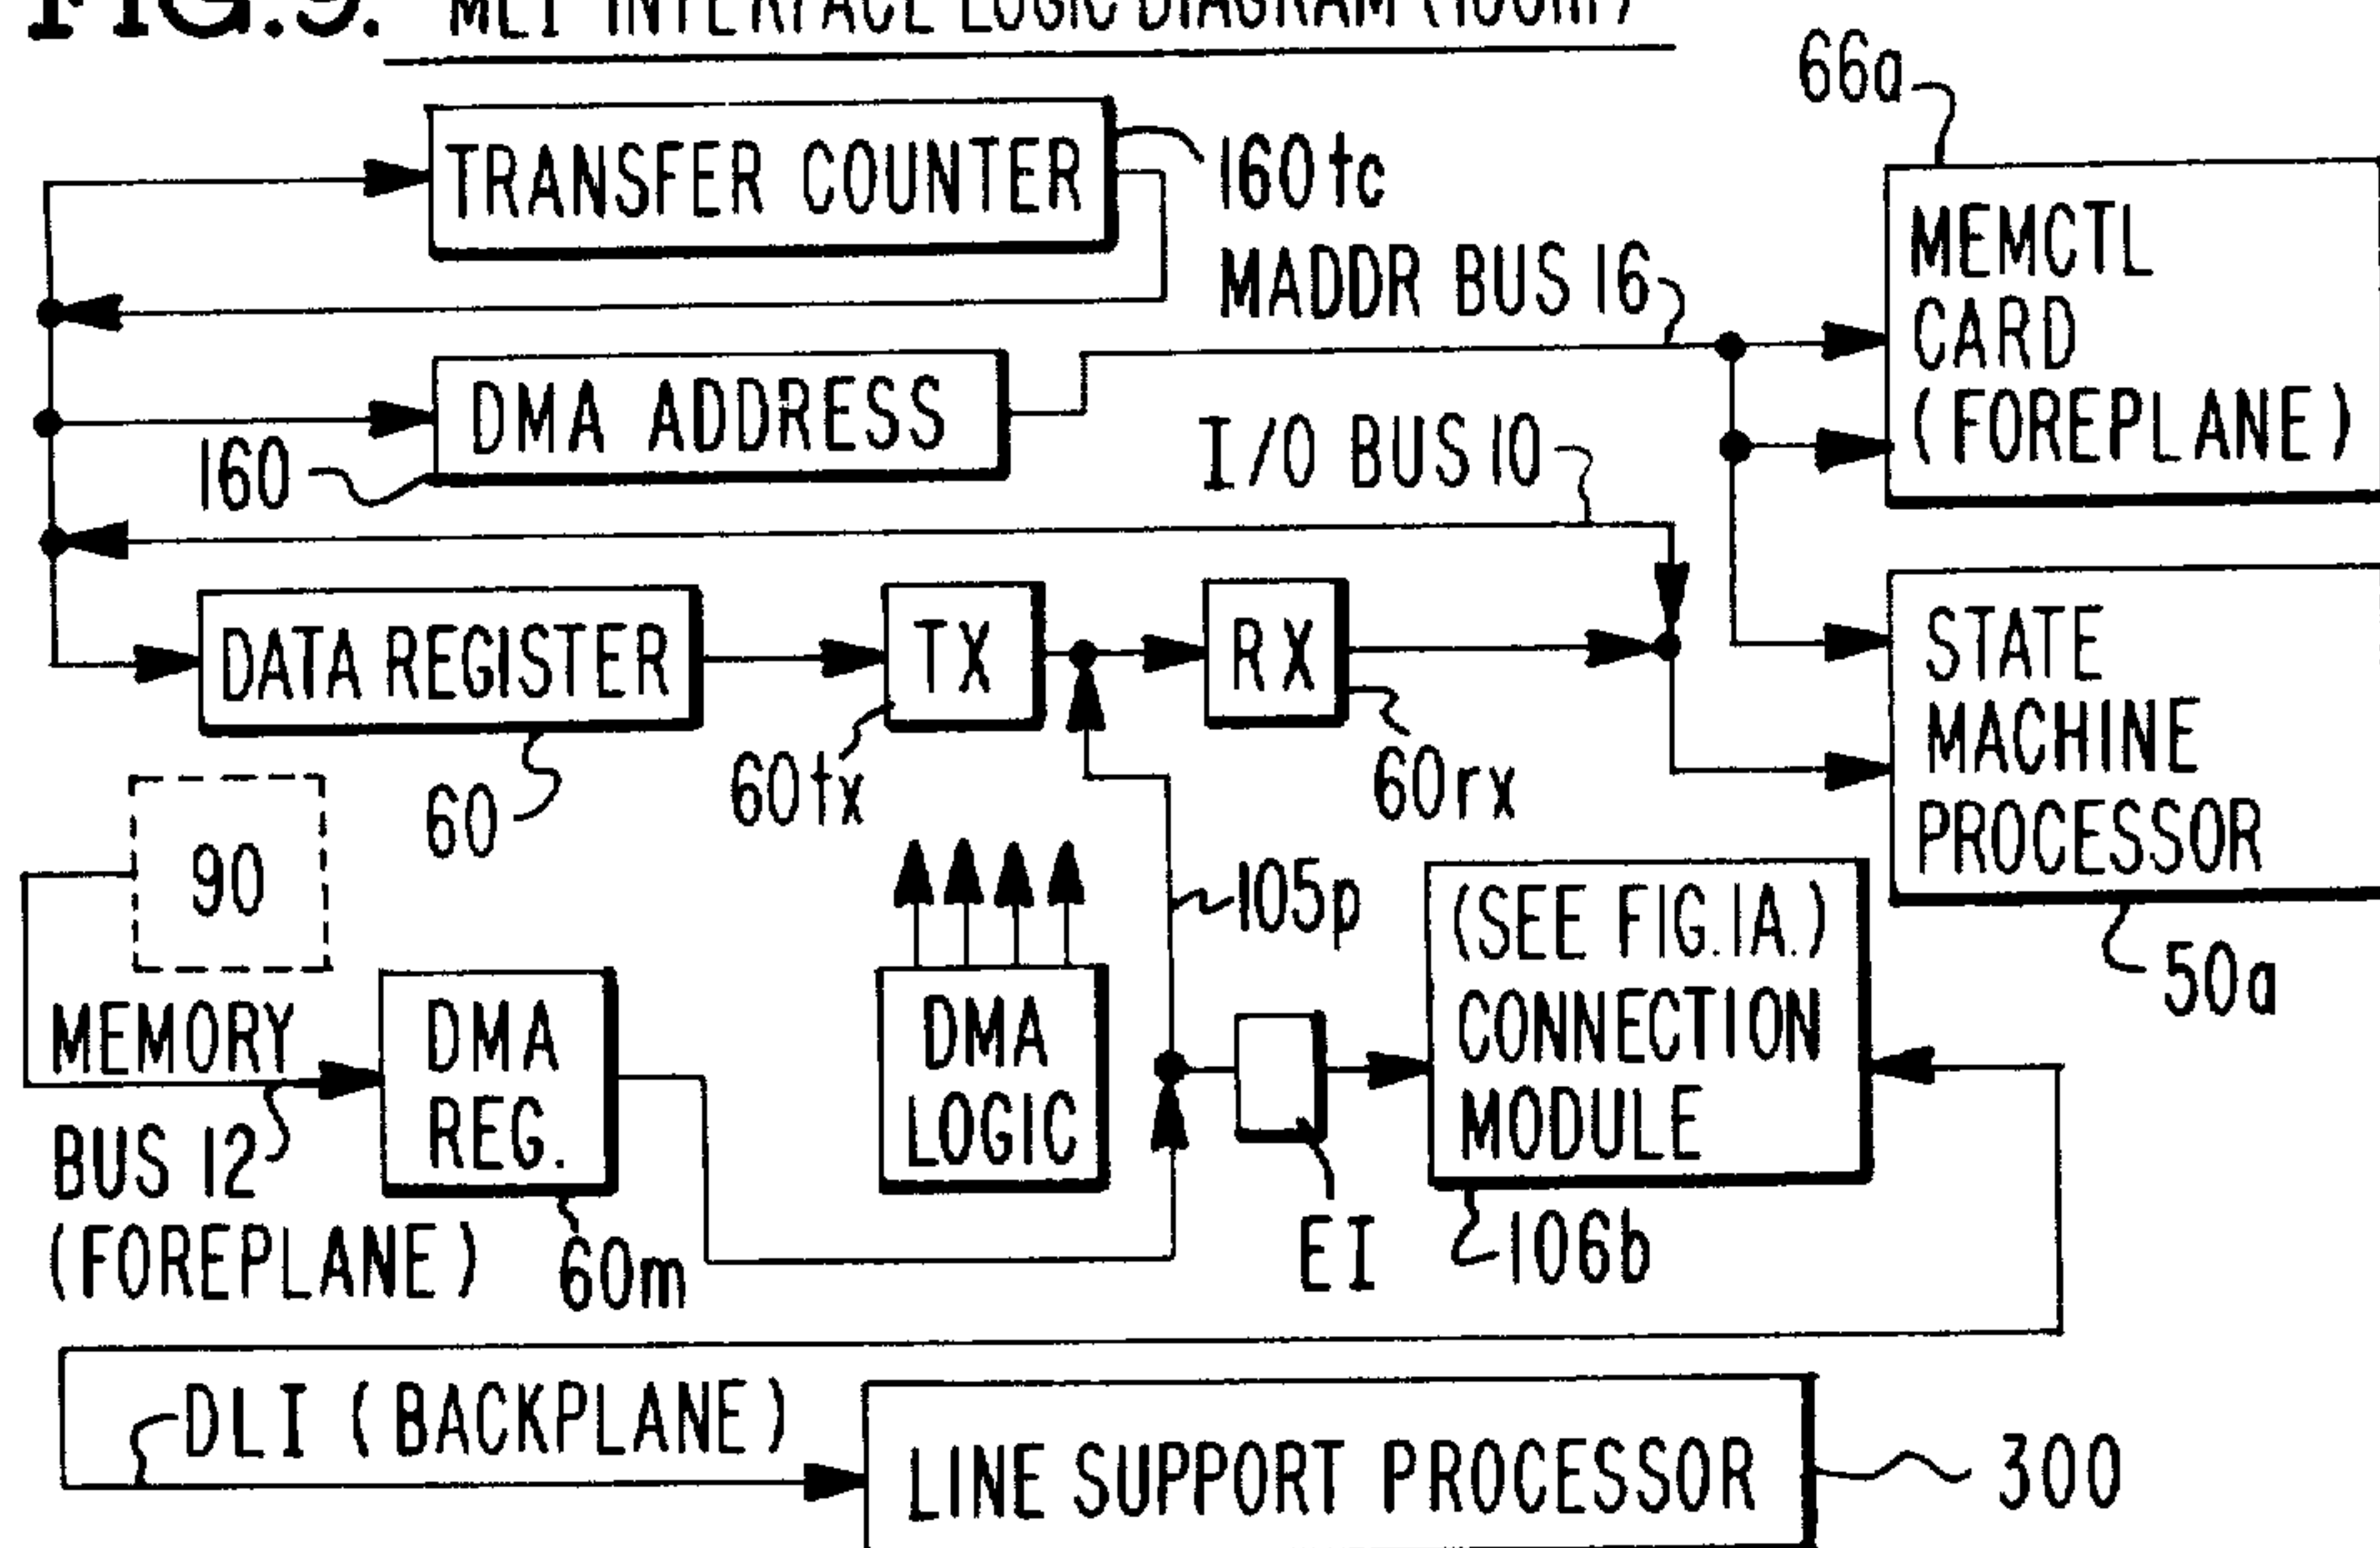 FIG.9. MLI INTERFACE LOGIC DIAGRAM
66a
TRANSFER COUNTER
160tc
MEMCTL
CARD
(FOREPLANE)
MADDR BUS 16
DMA ADDRESS
160
I/O BUS 10
DATA REGISTER
TX
RX
STATE
MACHINE
PROCESSOR
60
60tx
60rx
90
105p
50a
MEMORY
BUS 12
(FOREPLANE)
DMA
REG.
60m
DMA
LOGIC
EI
(SEE FIG.1A.)
CONNECTION
MODULE
106b
DLI (BACKPLANE)
LINE SUPPORT PROCESSOR
300